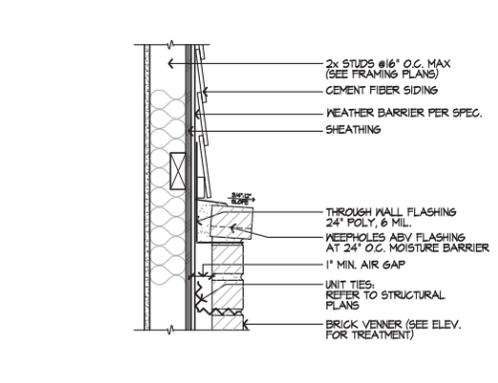 2x STUDS @16" O.C. MAX
(SEE FRAMING PLANS)
CEMENT FIBER SIDING
WEATHER BARRIER PER SPEC.
SHEATHING
3/4":12"
SLOPE
THROUGH WALL FLASHING
24" POLY, 6 MIL.
WEEPHOLES ABV FLASHING
AT 24" O.C. MOISTURE BARRIER
1" MIN. AIR GAP
UNIT TIES:
REFER TO STRUCTURAL
PLANS
BRICK VENNER (SEE ELEV.
FOR TREATMENT)